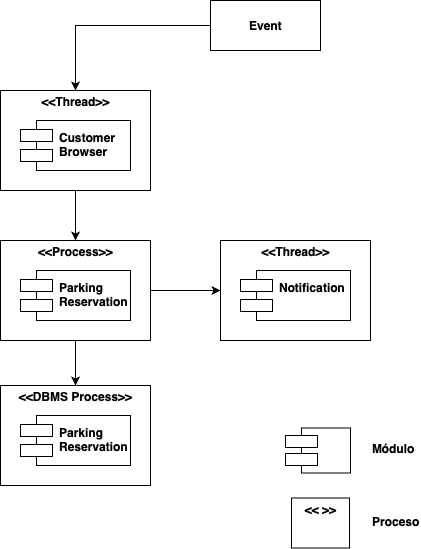 Event
<<Thread>>
Customer
Browser
<<Process>>
Parking
Reservation
<<Thread>>
Notification
<<DBMS Process>>
Parking
Reservation
Módulo
<< >>
Proceso